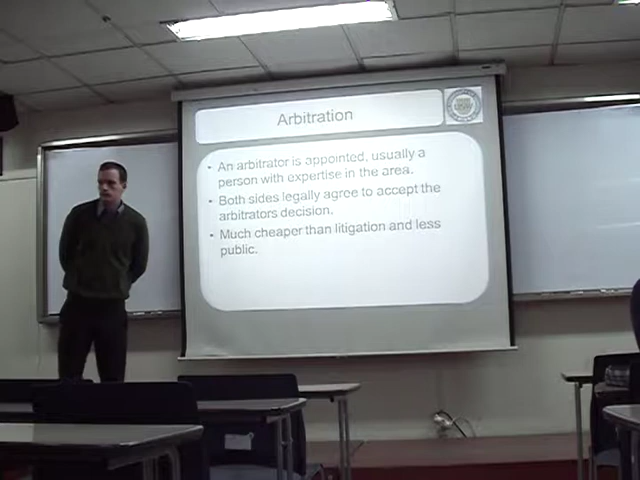 Arbitration
• An arbitrator is appointed, usually a
person with expertise in the area.
• Both sides legally agree to accept the
arbitrators decision.
• Much cheaper than litigation and less
public.